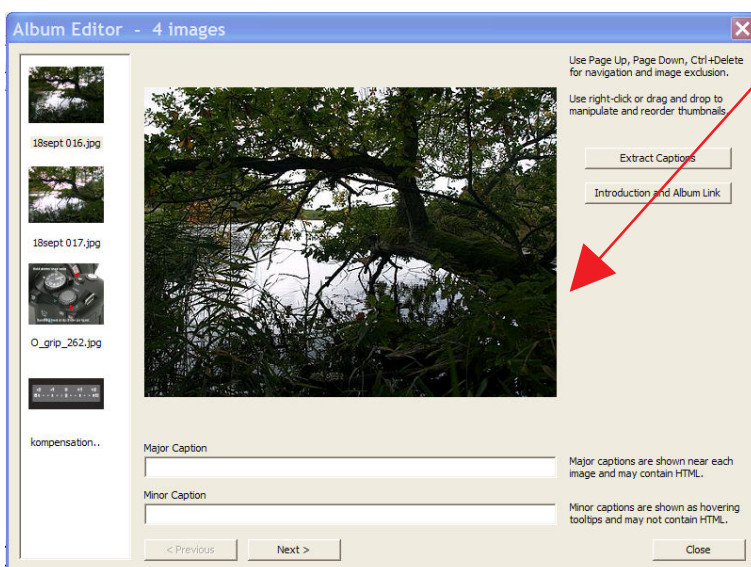 Album Editor - 4 images
Use Page Up, Page Down, Ctrl+Delete
for navigation and image exclusion.
Use right-click or drag and drop to
manipulate and reorder thumbnails.
18sept 016.jpg
Extract Captions
Introduction and Album Link
18sept 017.jpg
O_grip_262.jpg
kompensation..
Major Caption
Major captions are shown near each
image and may contain HTML.
Minor Caption
Minor captions are shown as hovering
tooltips and may not contain HTML.
< Previous
Next >
Close